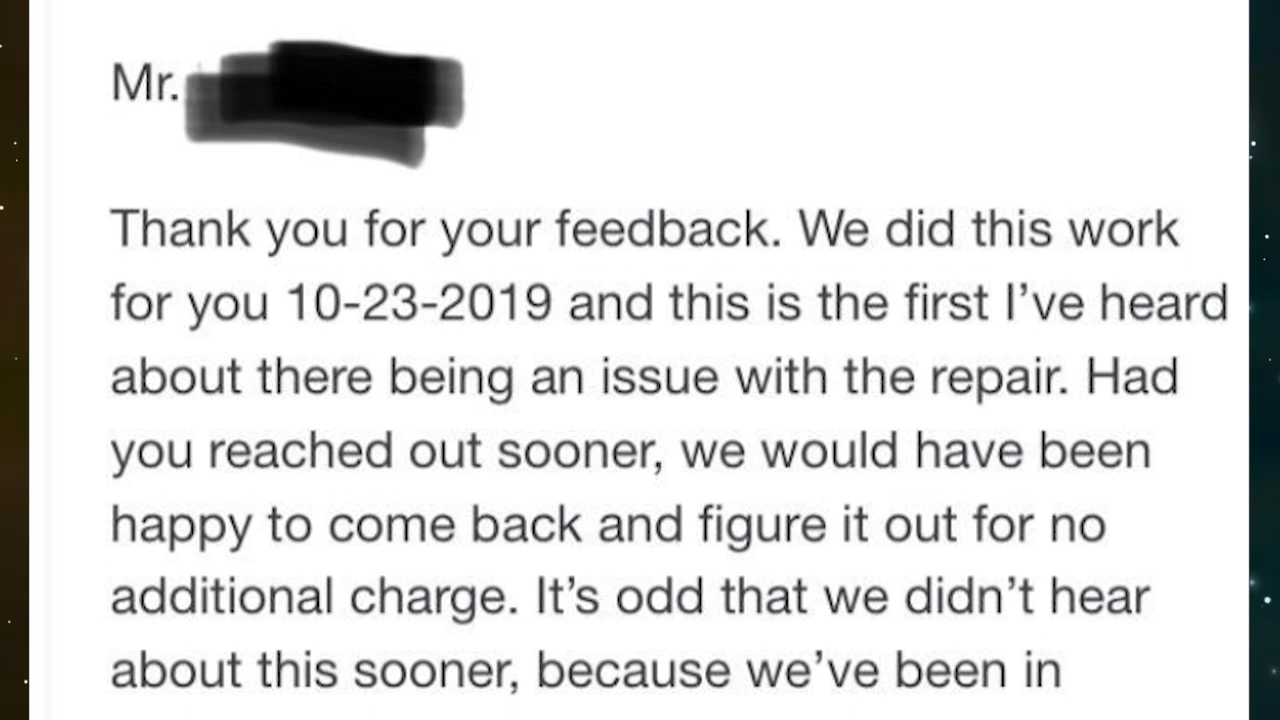 Mr.
Thank you for your feedback. We did this work
for you 10-23-2019 and this is the first I’ve heard
about there being an issue with the repair. Had
you reached out sooner, we would have been
happy to come back and figure it out for no
additional charge. It’s odd that we didn’t hear
about this sooner, because we’ve been in